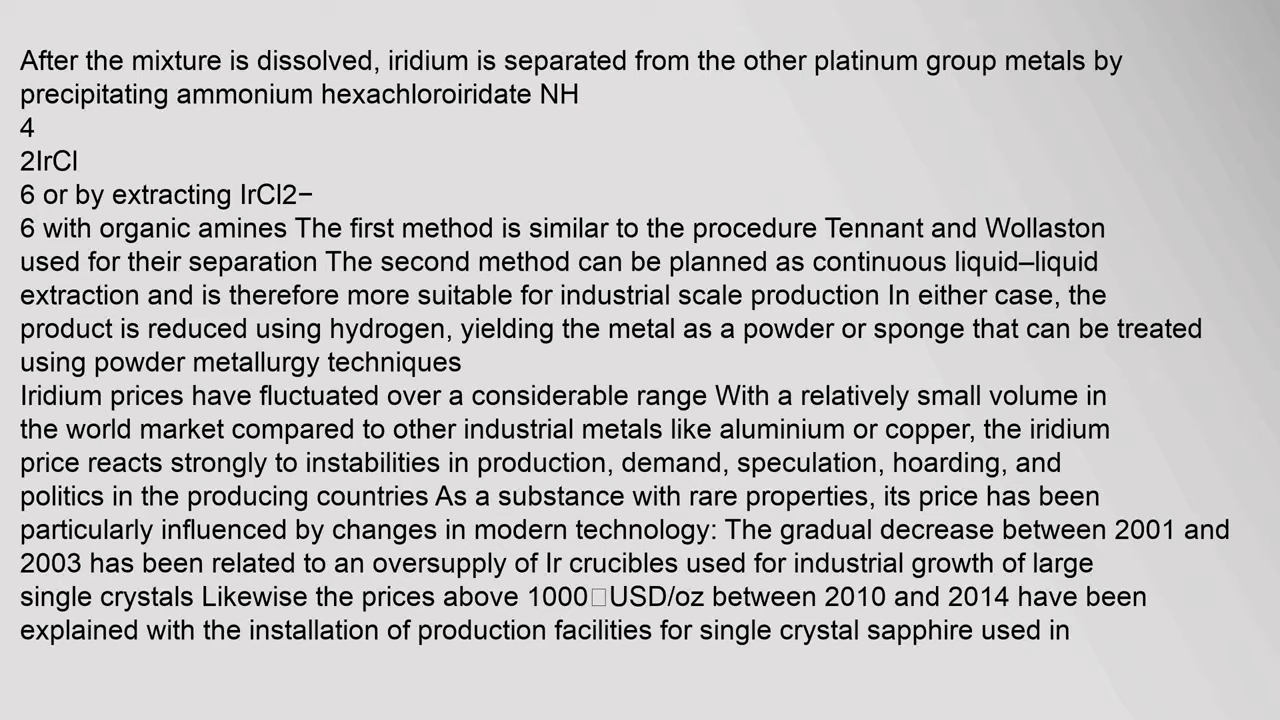 After the mixture is dissolved, iridium is separated from the other platinum group metals by
precipitating ammonium hexachloroiridate NH
4
2IrCl
6 or by extracting IrCl2−
6 with organic amines The first method is similar to the procedure Tennant and Wollaston
used for their separation The second method can be planned as continuous liquid–liquid
extraction and is therefore more suitable for industrial scale production In either case, the
product is reduced using hydrogen, yielding the metal as a powder or sponge that can be treated
using powder metallurgy techniques
Iridium prices have fluctuated over a considerable range With a relatively small volume in
the world market compared to other industrial metals like aluminium or copper, the iridium
price reacts strongly to instabilities in production, demand, speculation, hoarding, and
politics in the producing countries As a substance with rare properties, its price has been
particularly influenced by changes in modern technology: The gradual decrease between 2001 and
2003 has been related to an oversupply of Ir crucibles used for industrial growth of large
single crystals Likewise the prices above 1000□USD/oz between 2010 and 2014 have been
explained with the installation of production facilities for single crystal sapphire used in